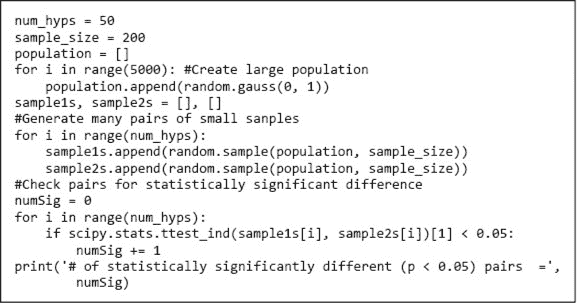 num_hyps = 50
sample_size = 200
population = []
for i in range(5000): #Create large population
    population.append(random.gauss(0, 1))
sample1s, sample2s = [], []
#Generate many pairs of small sanples
for i in range(num_hyps):
    sample1s.append(random.sample(population, sample_size))
    sample2s.append(random.sample(population, sample_size))
#Check pairs for statistically significant difference
numSig = 0
for i in range(num_hyps):
    if scipy.stats.ttest_ind(sample1s[i], sample2s[i])[1] < 0.05:
        numSig += 1
print('# of statistically significantly different (p < 0.05) pairs  =',
        numSig)